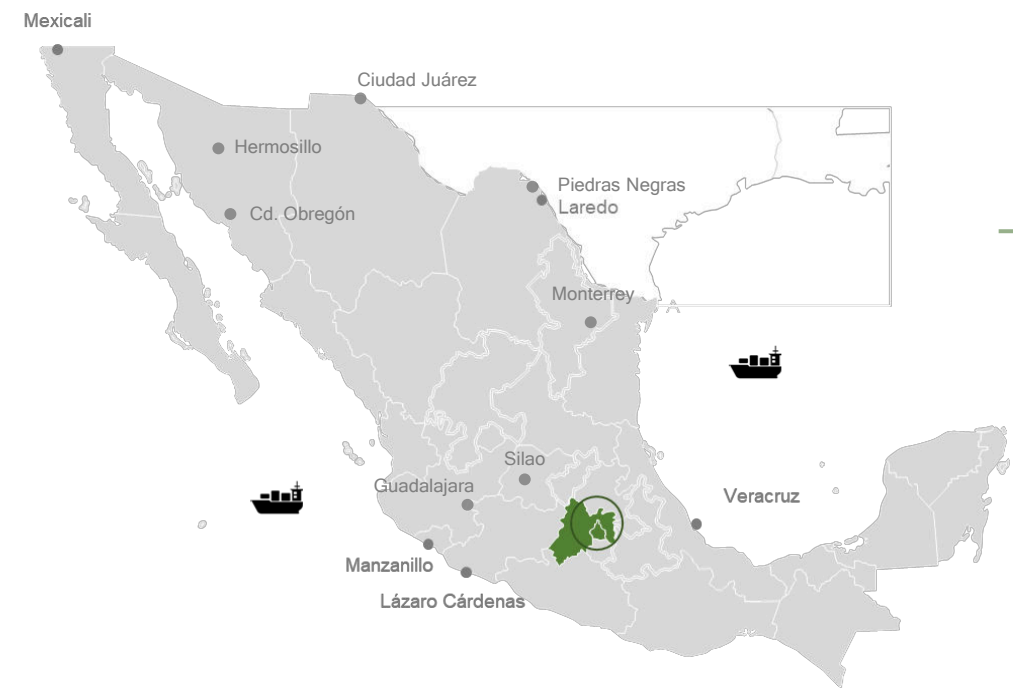 Mexicali
Ciudad Juárez
Hermosillo
Piedras Negras
Laredo
Cd. Obregón
Monterrey
A
Silao
Guadalajara
Veracruz
Manzanillo
Lázaro Cárdenas